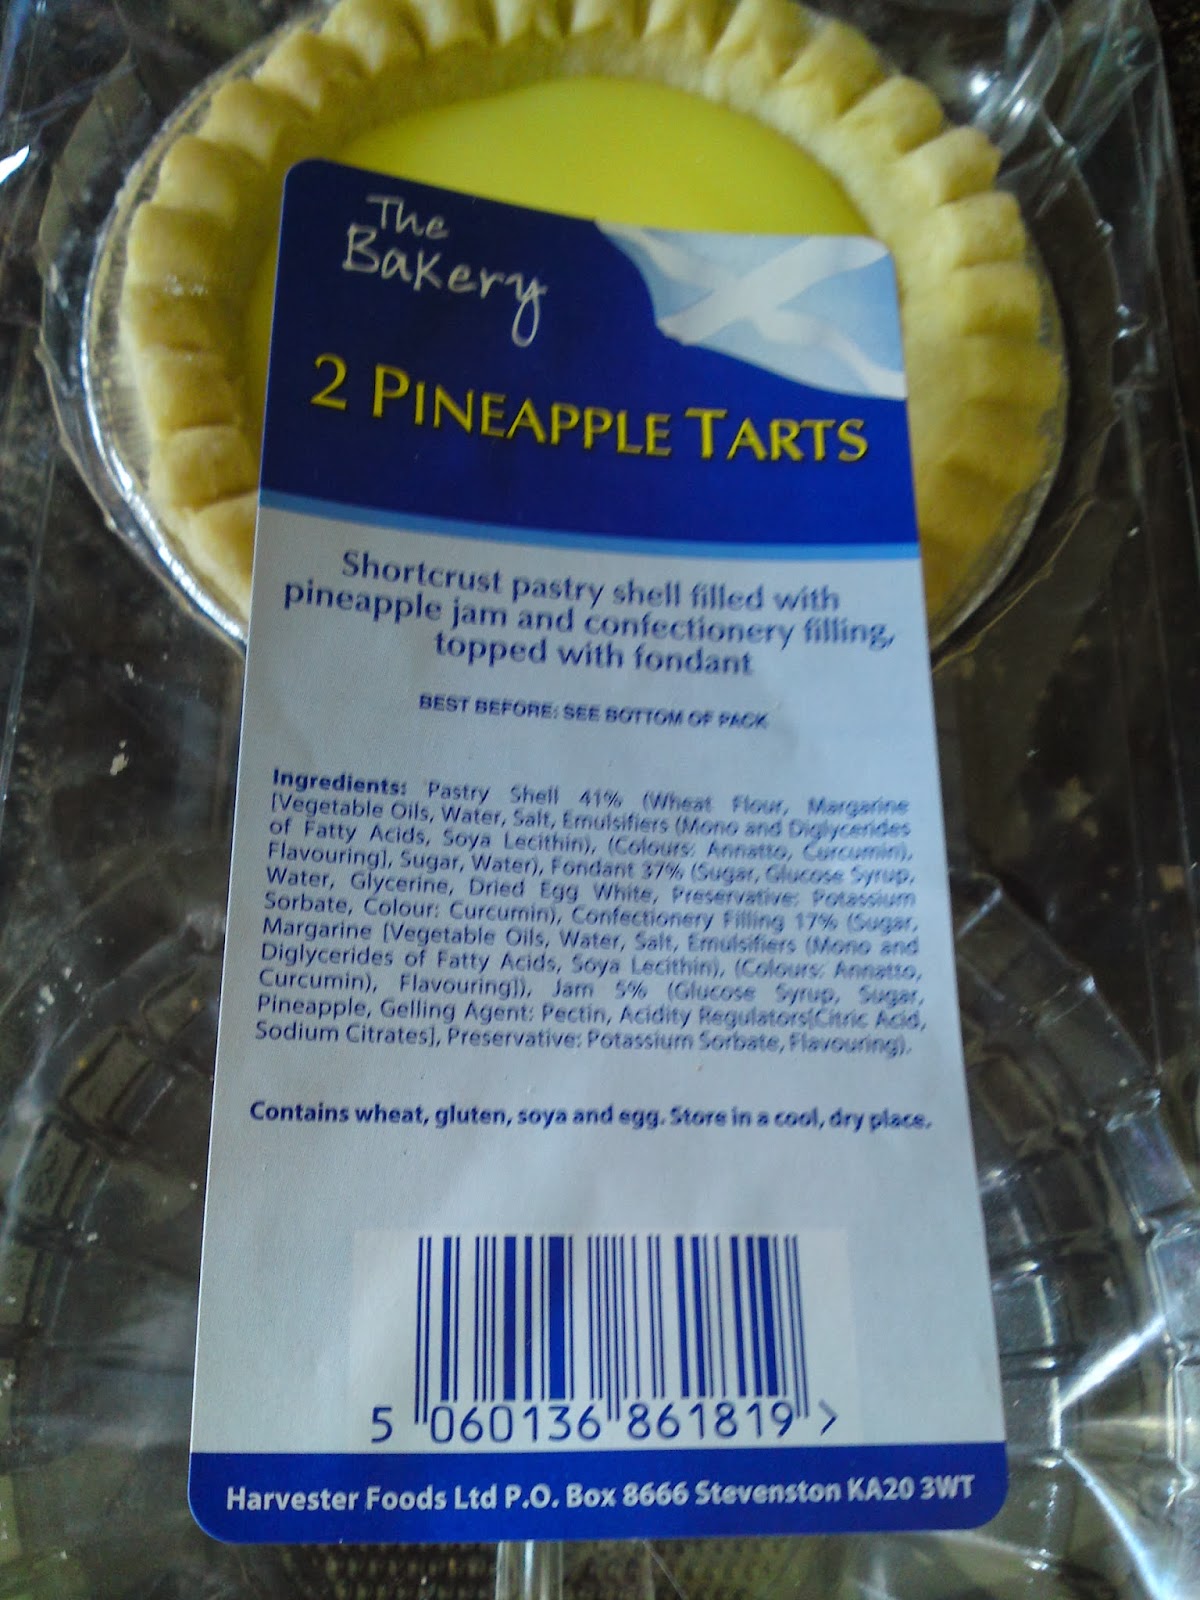 The
Bakery
2 Pineapple Tarts
Shortcrust pastry shell filled with
pineapple jam and confectionery filling,
topped with fondant
BEST BEFORE: SEE BOTTOM OF PACK
Ingredients: Pastry Shell 41% (Wheat Flour, Margarine
[Vegetable Oils, Water, Salt, Emulsifiers (Mono and Diglycerides
of Fatty Acids, Soya Lecithin), (Colours: Annatto, Curcumin),
Flavouring], Sugar, Water), Fondant 37% (Sugar, Glucose Syrup,
Water, Glycerine, Dried Egg White, Preservative: Potassium
Sorbate, Colour: Curcumin), Confectionery Filling 17% (Sugar,
Margarine [Vegetable Oils, Water, Salt, Emulsifiers (Mono and
Diglycerides of Fatty Acids, Soya Lecithin), (Colours: Annatto,
Curcumin), Flavouring]), Jam 5% (Glucose Syrup, Sugar,
Pineapple, Gelling Agent: Pectin, Acidity Regulators[Citric Acid,
Sodium Citrates], Preservative: Potassium Sorbate, Flavouring).
Contains wheat, gluten, soya and egg. Store in a cool, dry place.
5 060136 861819 >
Harvester Foods Ltd P.O. Box 8666 Stevenston KA20 3WT